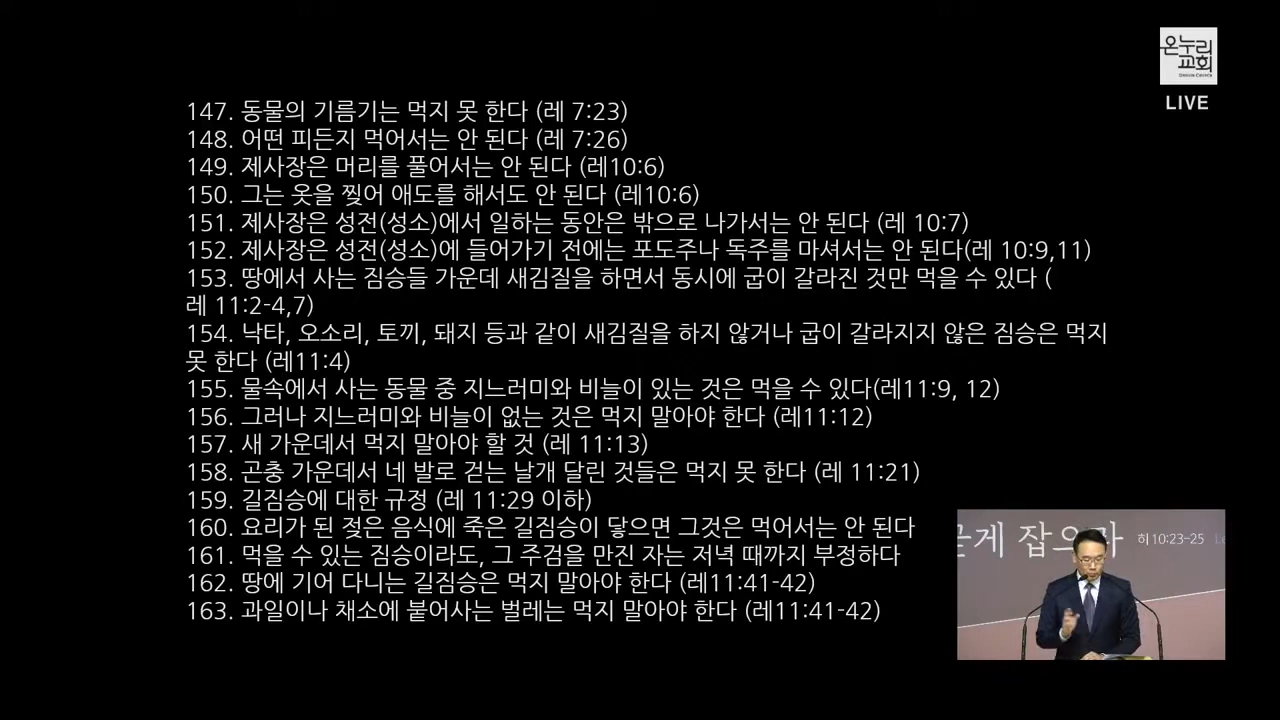 온누리
교회
ONNURI CHURCH
LIVE
147. 동물의 기름기는 먹지 못 한다 (레 7:23)
148. 어떤 피든지 먹어서는 안 된다 (레 7:26)
149. 제사장은 머리를 풀어서는 안 된다 (레10:6)
150. 그는 옷을 찢어 애도를 해서도 안 된다 (레10:6)
151. 제사장은 성전(성소)에서 일하는 동안은 밖으로 나가서는 안 된다 (레 10:7)
152. 제사장은 성전(성소)에 들어가기 전에는 포도주나 독주를 마셔서는 안 된다(레 10:9,11)
153. 땅에서 사는 짐승들 가운데 새김질을 하면서 동시에 굽이 갈라진 것만 먹을 수 있다 (
레 11:2-4,7)
154. 낙타, 오소리, 토끼, 돼지 등과 같이 새김질을 하지 않거나 굽이 갈라지지 않은 짐승은 먹지
못 한다 (레11:4)
155. 물속에서 사는 동물 중 지느러미와 비늘이 있는 것은 먹을 수 있다(레11:9, 12)
156. 그러나 지느러미와 비늘이 없는 것은 먹지 말아야 한다 (레11:12)
157. 새 가운데서 먹지 말아야 할 것 (레 11:13)
158. 곤충 가운데서 네 발로 걷는 날개 달린 것들은 먹지 못 한다 (레 11:21)
159. 길짐승에 대한 규정 (레 11:29 이하)
160. 요리가 된 젖은 음식에 죽은 길짐승이 닿으면 그것은 먹어서는 안 된다
161. 먹을 수 있는 짐승이라도, 그 주검을 만진 자는 저녁 때까지 부정하다
162. 땅에 기어 다니는 길짐승은 먹지 말아야 한다 (레11:41-42)
163. 과일이나 채소에 붙어사는 벌레는 먹지 말아야 한다 (레11:41-42)
게 잡으 히10:23-25